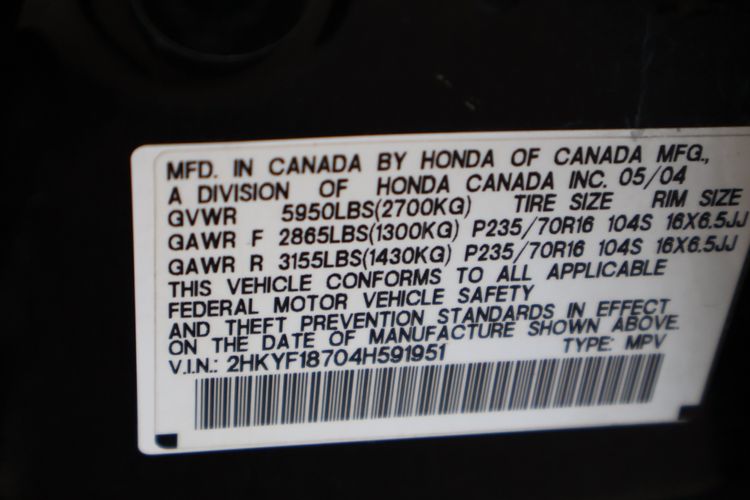 MFD. IN CANADA BY HONDA OF CANADA MFG.,
A DIVISION OF HONDA CANADA INC. 05/04
GVWR 5950LBS(2700KG) TIRE SIZE RIM SIZE
GAWR F 2865LBS(1300KG) P235/70R16 104S 16X6.5JJ
GAWR R 3155LBS(1430KG) P235/70R16 104S 16X6.5JJ
THIS VEHICLE CONFORMS TO ALL APPLICABLE
FEDERAL MOTOR VEHICLE SAFETY
AND THEFT PREVENTION STANDARDS IN EFFECT
ON THE DATE OF MANUFACTURE SHOWN ABOVE.
V.I.N.: 2HKYF18704H591951 TYPE: MPV